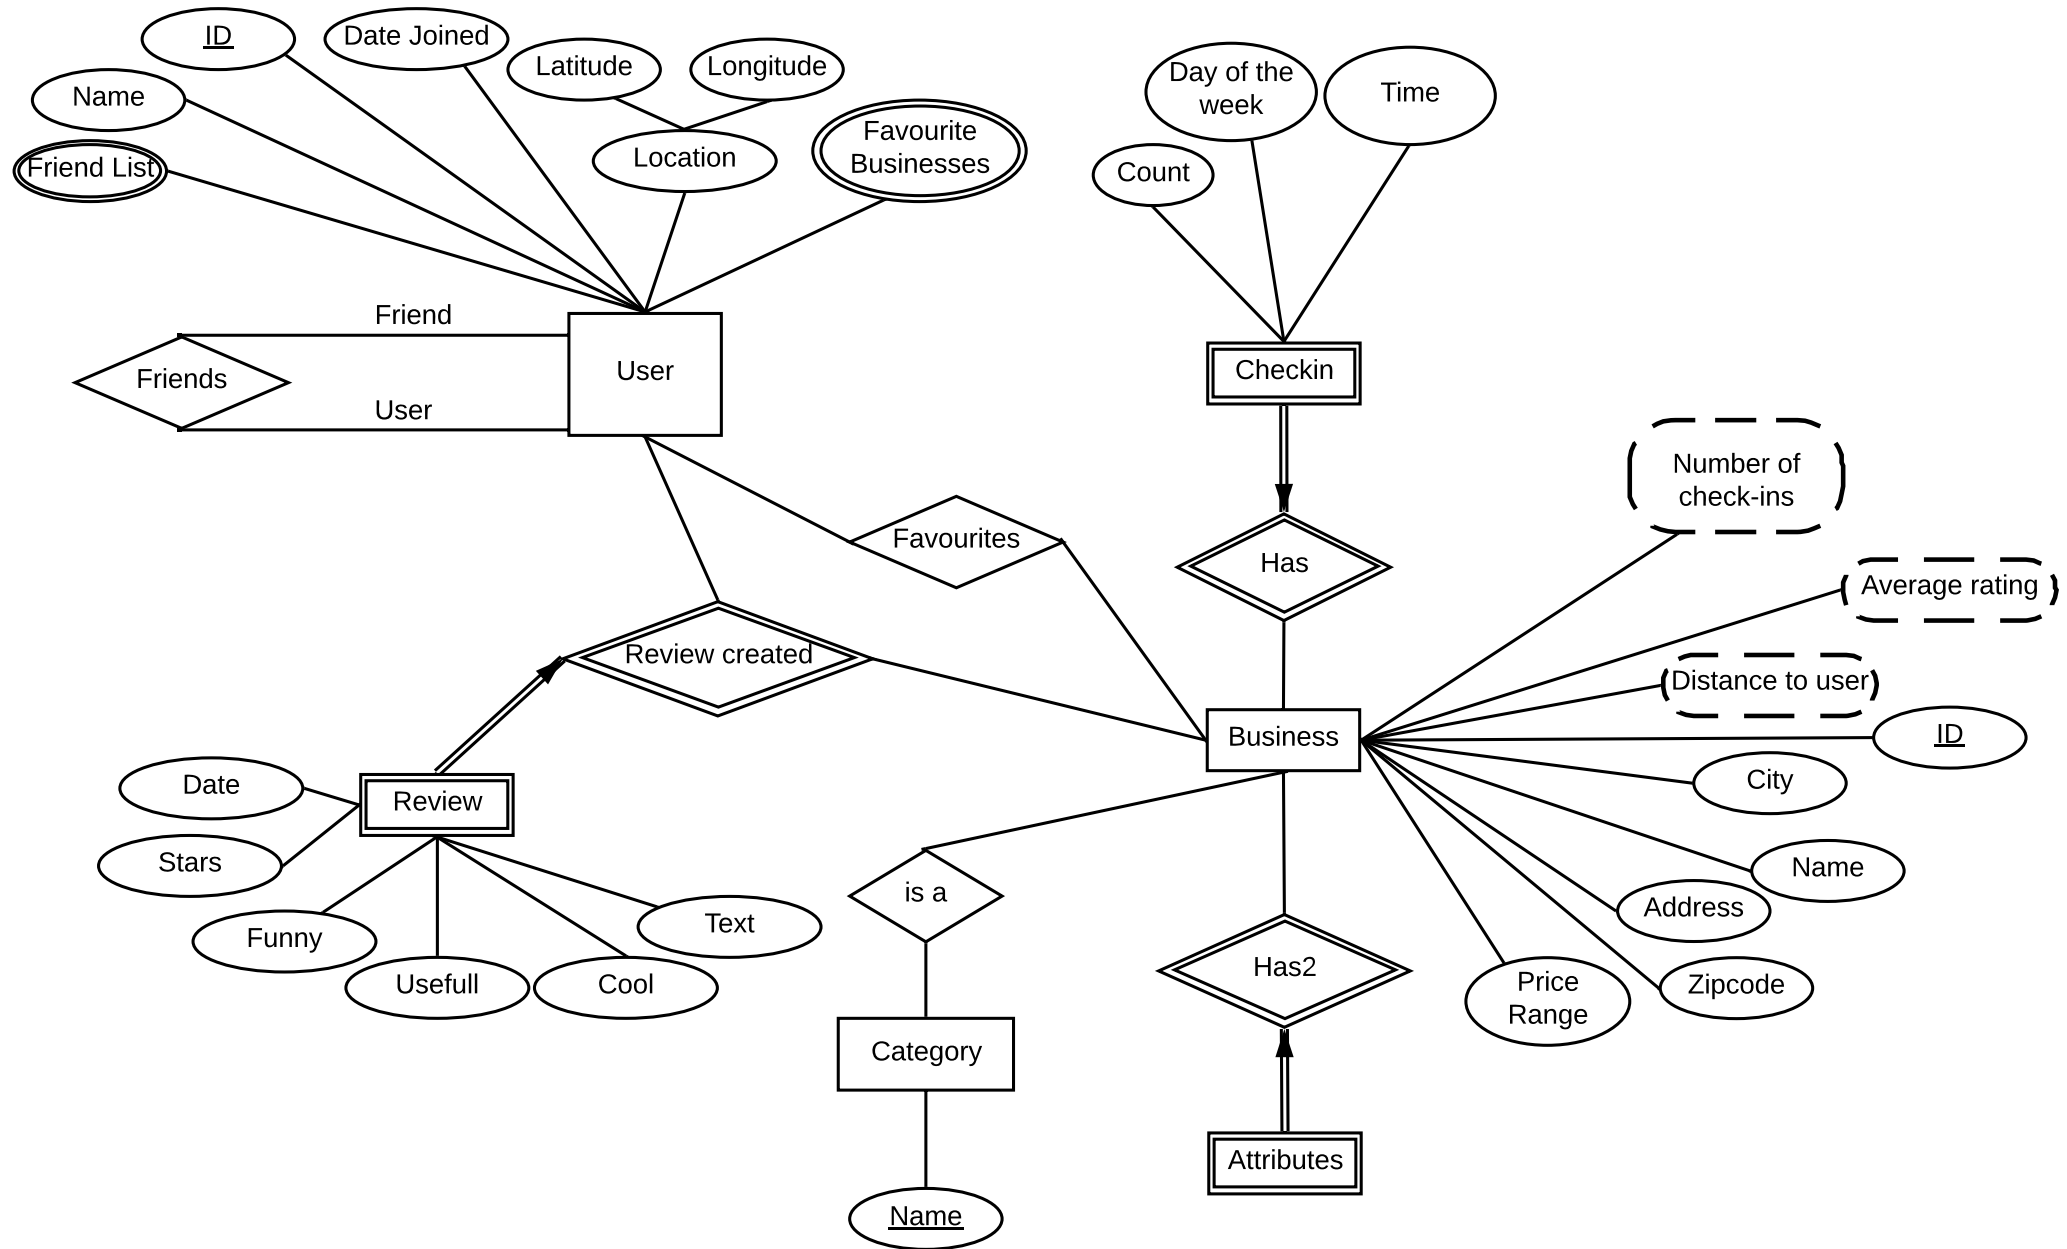 ID
Date Joined
Latitude
Longitude
Name
Friend List
Location
Favourite
Businesses
Day of the
week
Time
Count
Friend
Friends
User
User
Checkin
Number of
check-ins
Favourites
Has
Average rating
Review created
Distance to user
Business
ID
City
Date
Review
Stars
Name
is a
Address
Text
Funny
Usefull
Cool
Has2
Price
Range
Zipcode
Category
Attributes
Name